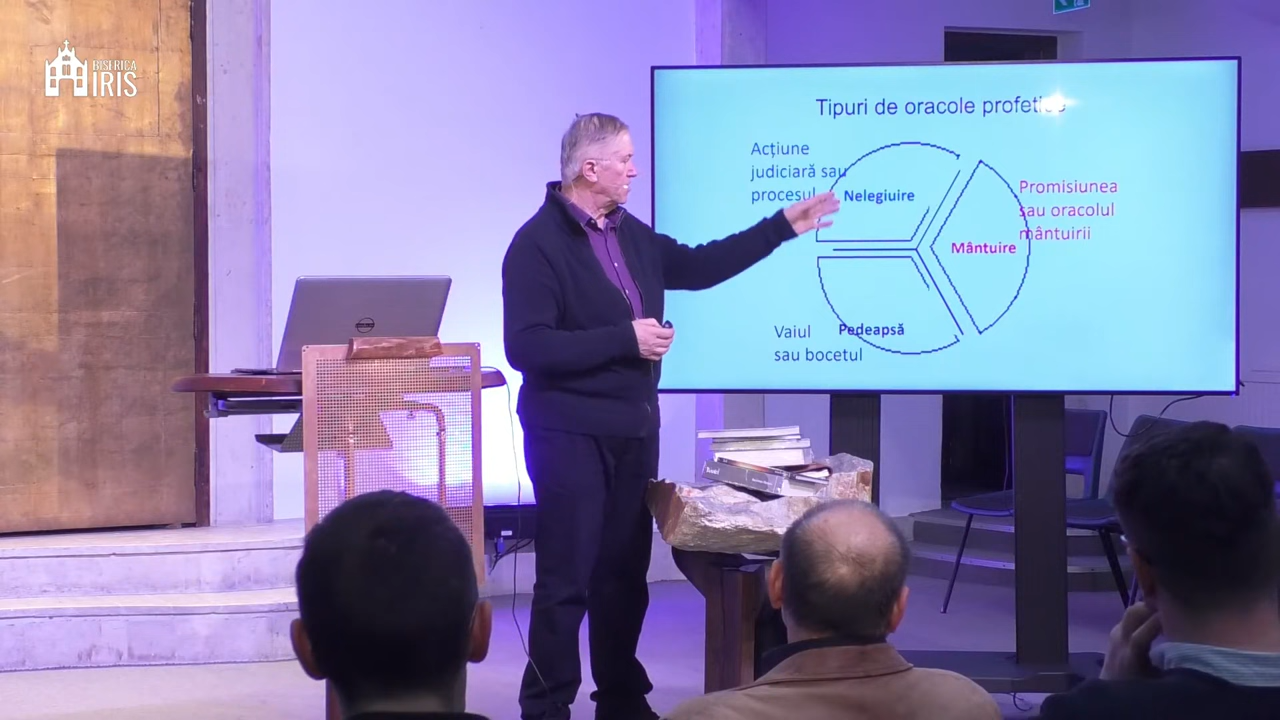 BISERICA
IRIS
Tipuri de oracole profetice
Acțiune
judiciară sau
procesul
Nelegiuire
Promisiunea
sau oracolul
mântuirii
Mântuire
Vaiul
sau bocetul
Pedeapsă
DELL